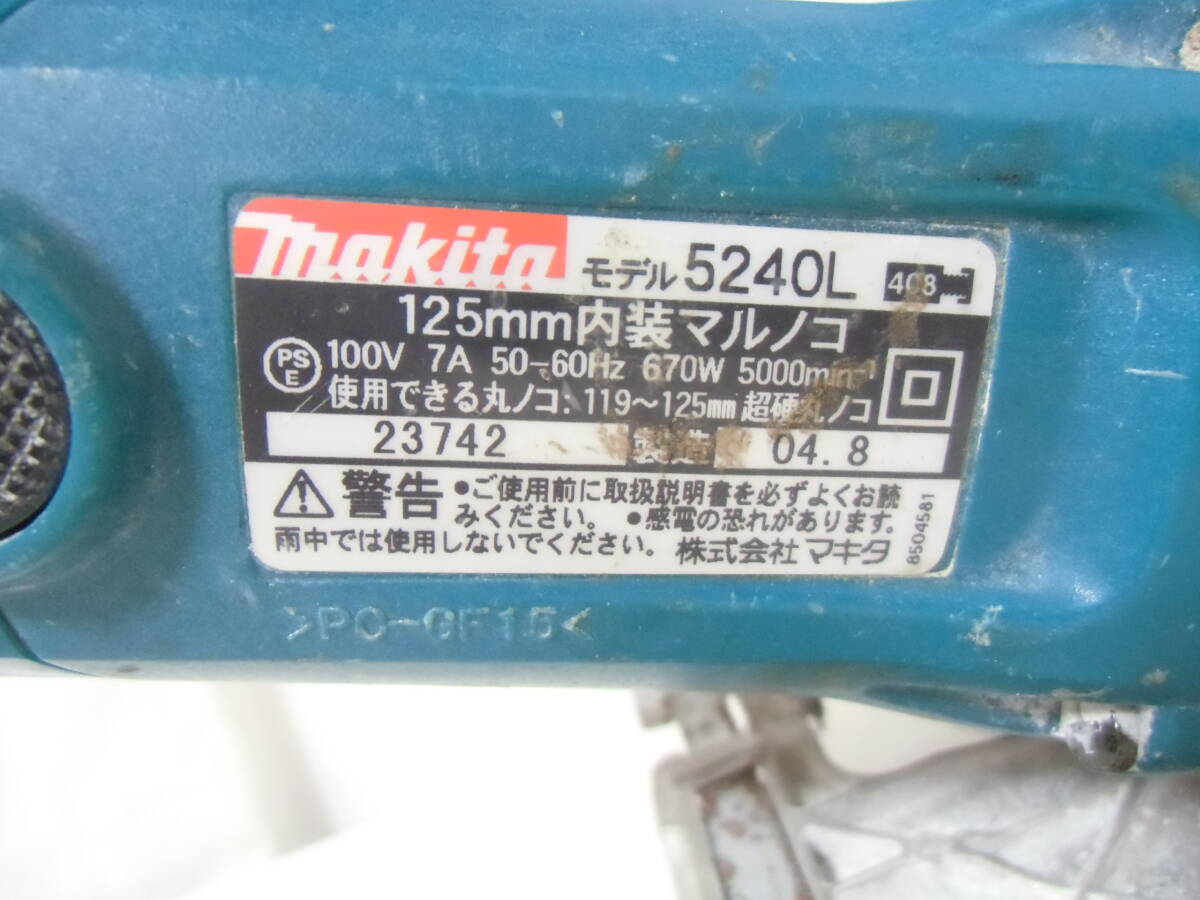 makita モデル 5240L 408
125mm内装マルノコ
PS E 100V 7A 50-60Hz 670W 5000min-1
使用できる丸ノコ: 119〜125mm 超硬丸ノコ
23742 製造 04. 8
警告 •ご使用前に取扱説明書を必ずよくお読
みください。 •感電の恐れがあります。
雨中では使用しないでください。 株式会社 マキタ
8504581
>PC-GF15<